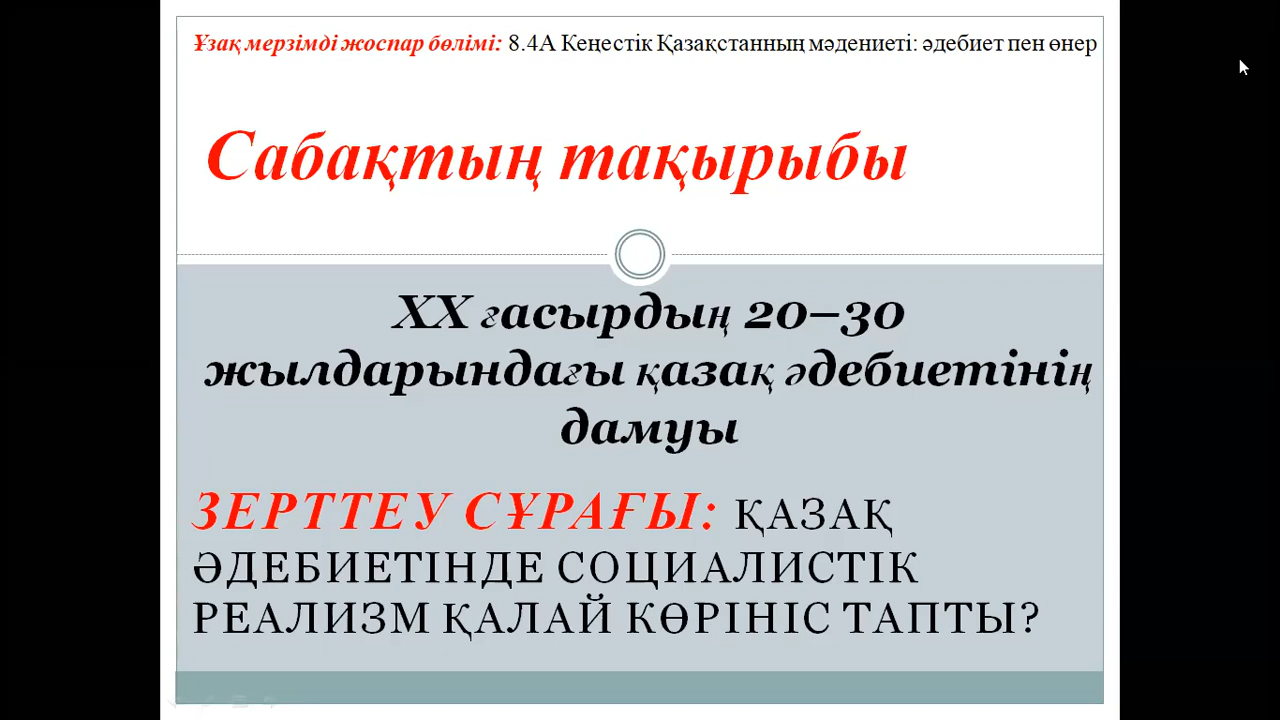 Ұзақ мерзімді жоспар бөлімі: 8.4А Кеңестік Қазақстанның мәдениеті: әдебиет пен өнер
Сабақтың тақырыбы
XX ғасырдың 20–30
жылдарындағы қазақ әдебиетінің
дамуы
ЗЕРТТЕУ СҰРАҒЫ: ҚАЗАҚ
ӘДЕБИЕТІНДЕ СОЦИАЛИСТІК
РЕАЛИЗМ ҚАЛАЙ КӨРІНІС ТАПТЫ?